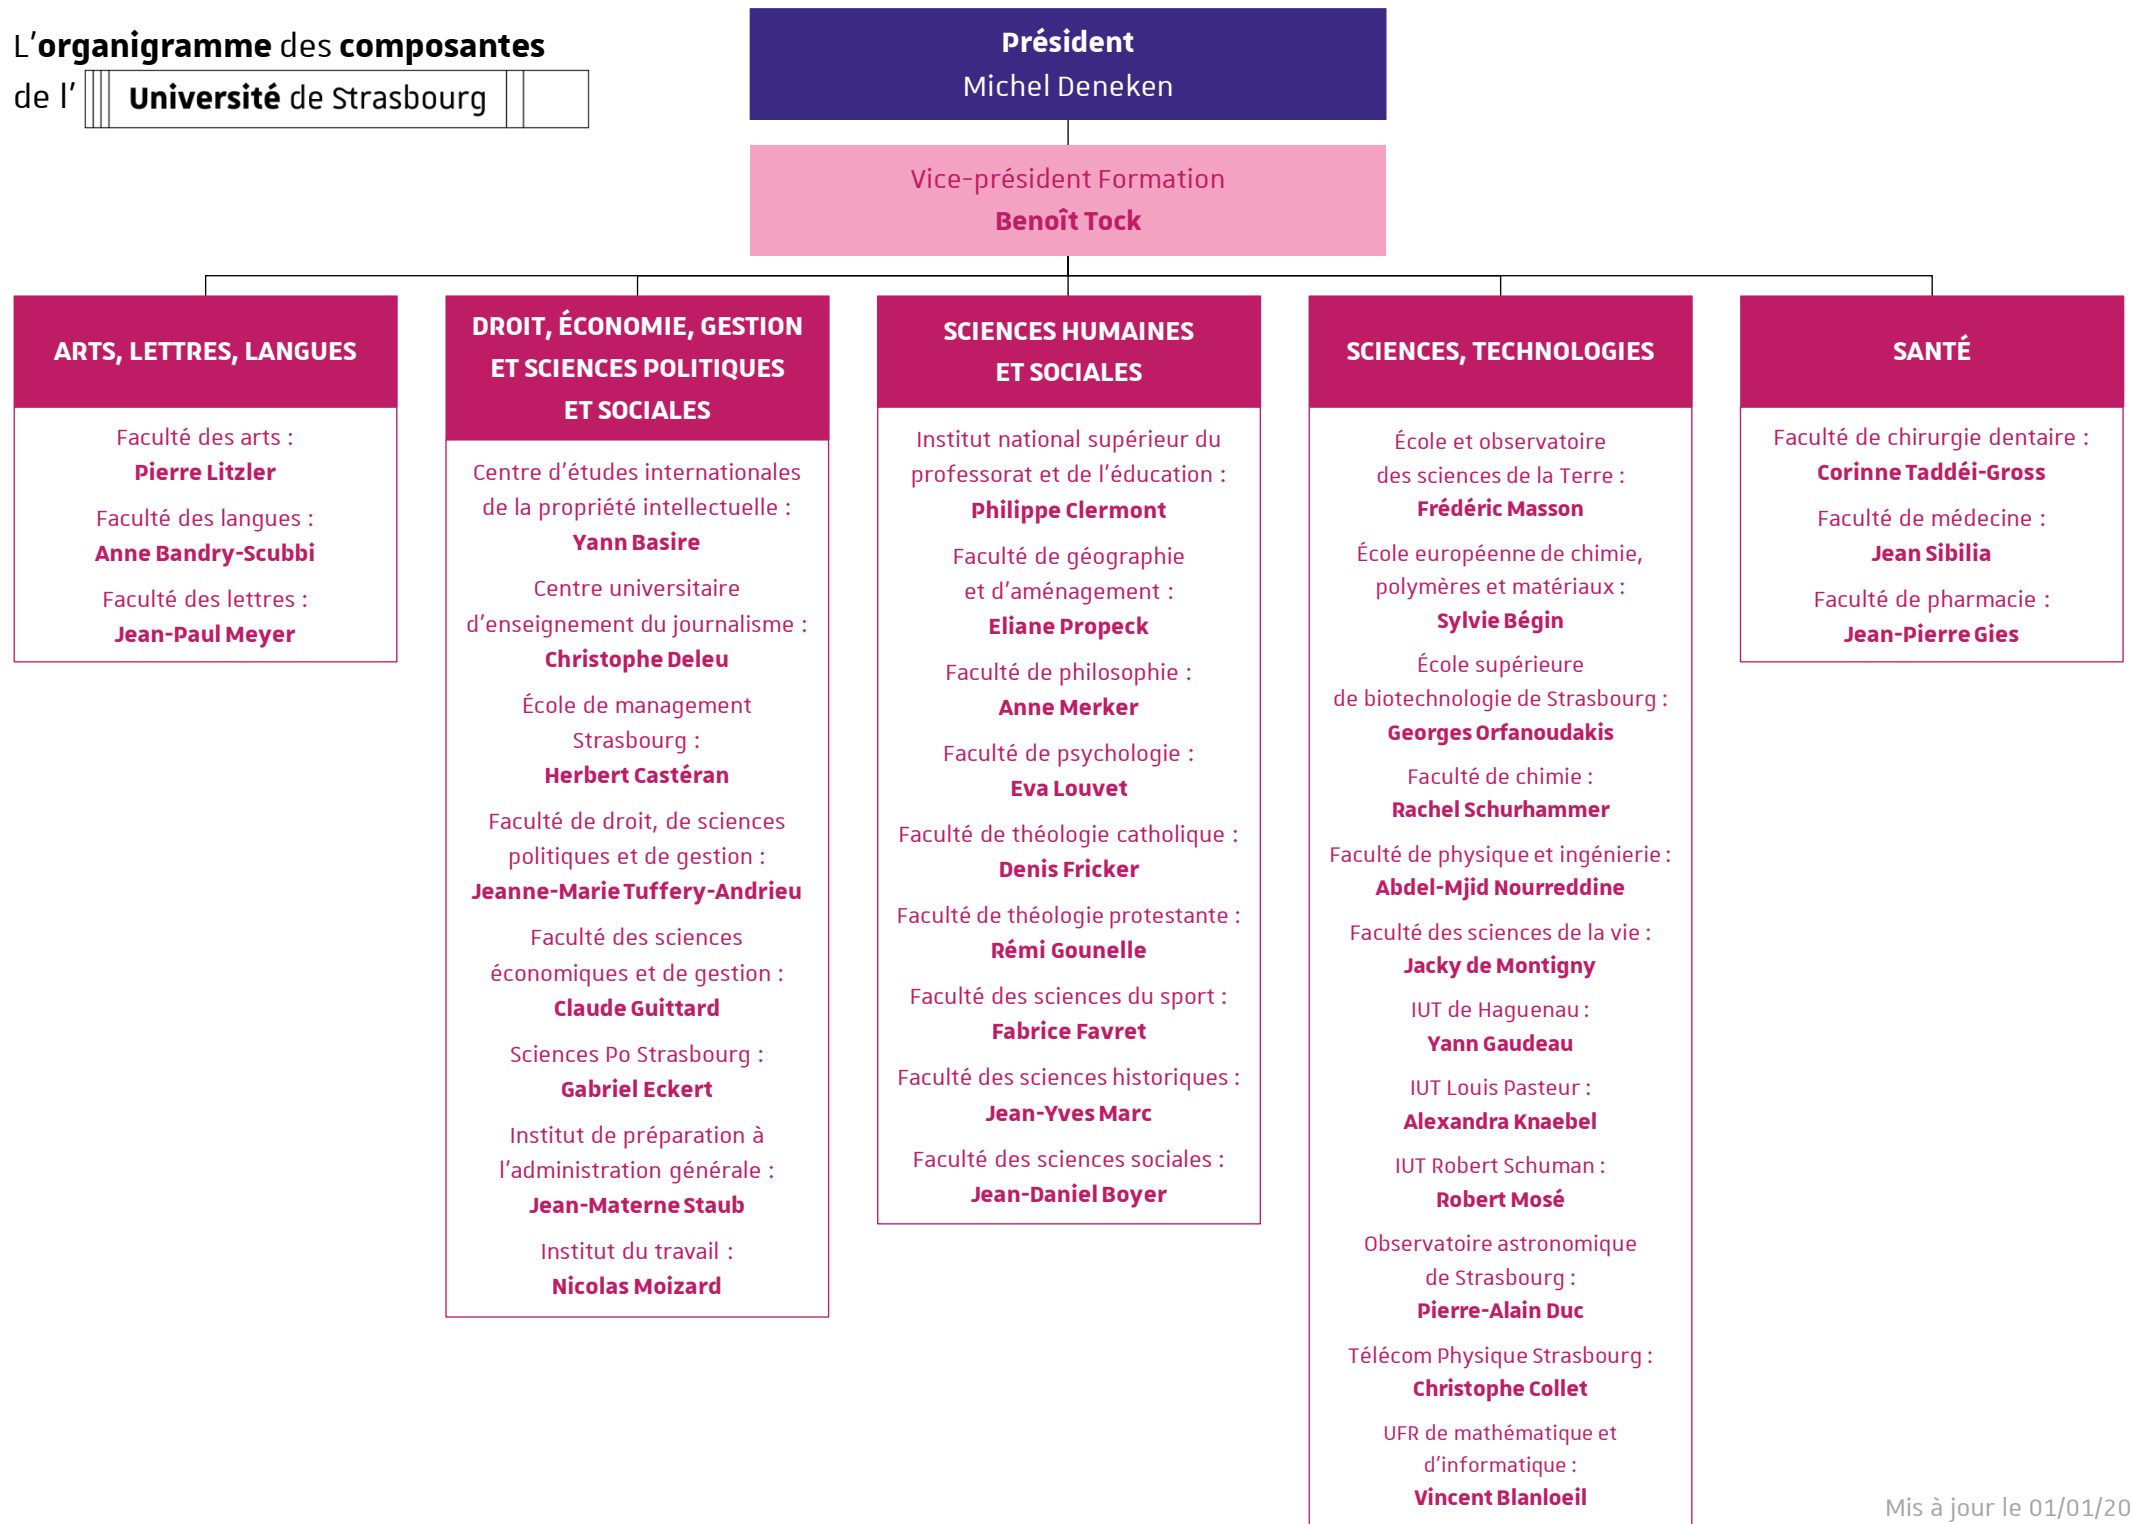 L'organigramme des composantes
de l' Université de Strasbourg
Président
Michel Deneken
Vice-président Formation
Benoît Tock
ARTS, LETTRES, LANGUES
Faculté des arts :
Pierre Litzler
Faculté des langues :
Anne Bandry-Scubbi
Faculté des lettres :
Jean-Paul Meyer
DROIT, ÉCONOMIE, GESTION
ET SCIENCES POLITIQUES
ET SOCIALES
Centre d'études internationales
de la propriété intellectuelle :
Yann Basire
Centre universitaire
d'enseignement du journalisme :
Christophe Deleu
École de management
Strasbourg :
Herbert Castéran
Faculté de droit, de sciences
politiques et de gestion :
Jeanne-Marie Tuffery-Andrieu
Faculté des sciences
économiques et de gestion :
Claude Guittard
Sciences Po Strasbourg :
Gabriel Eckert
Institut de préparation à
l'administration générale :
Jean-Materne Staub
Institut du travail :
Nicolas Moizard
SCIENCES HUMAINES
ET SOCIALES
Institut national supérieur du
professorat et de l'éducation :
Philippe Clermont
Faculté de géographie
et d'aménagement :
Eliane Propeck
Faculté de philosophie :
Anne Merker
Faculté de psychologie :
Eva Louvet
Faculté de théologie catholique :
Denis Fricker
Faculté de théologie protestante :
Rémi Gounelle
Faculté des sciences du sport :
Fabrice Favret
Faculté des sciences historiques :
Jean-Yves Marc
Faculté des sciences sociales :
Jean-Daniel Boyer
SCIENCES, TECHNOLOGIES
École et observatoire
des sciences de la Terre :
Frédéric Masson
École européenne de chimie,
polymères et matériaux :
Sylvie Bégin
École supérieure
de biotechnologie de Strasbourg :
Georges Orfanoudakis
Faculté de chimie :
Rachel Schurhammer
Faculté de physique et ingénierie :
Abdel-Mjid Nourreddine
Faculté des sciences de la vie :
Jacky de Montigny
IUT de Haguenau :
Yann Gaudeau
IUT Louis Pasteur :
Alexandra Knaebel
IUT Robert Schuman :
Robert Mosé
Observatoire astronomique
de Strasbourg :
Pierre-Alain Duc
Télécom Physique Strasbourg :
Christophe Collet
UFR de mathématique et
d'informatique :
Vincent Blanloeil
SANTÉ
Faculté de chirurgie dentaire :
Corinne Taddéi-Gross
Faculté de médecine :
Jean Sibilia
Faculté de pharmacie :
Jean-Pierre Gies
Mis à jour le 01/01/20